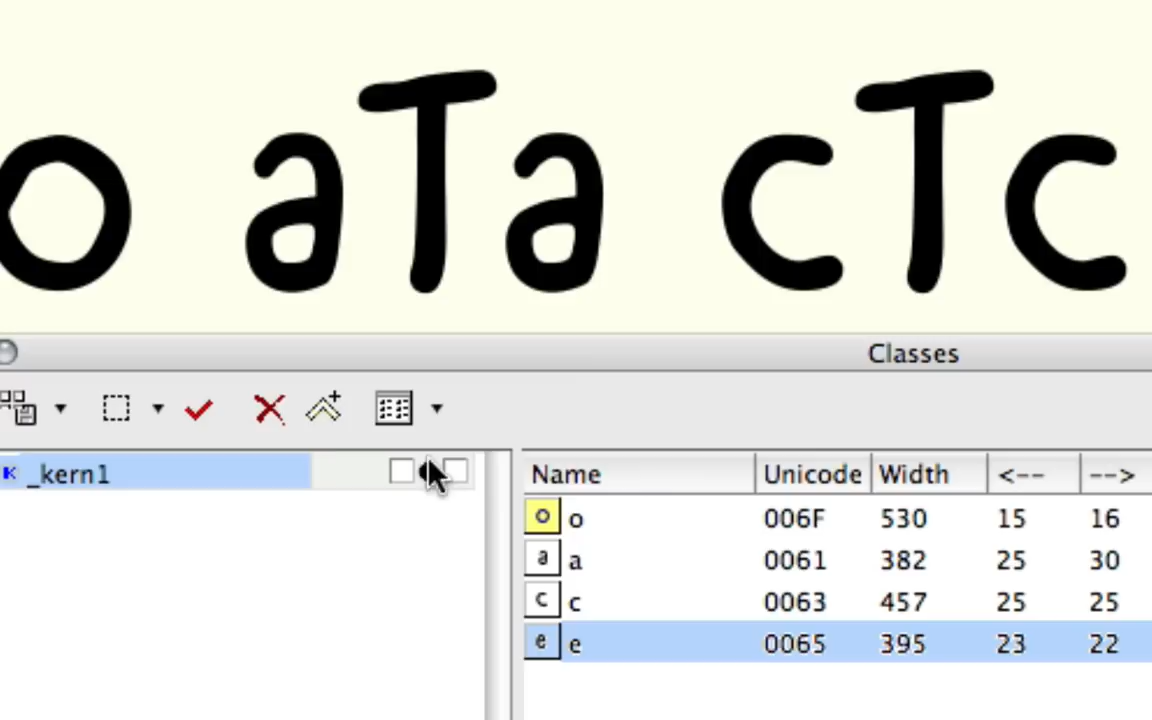 o aTa cTc
Classes
_kern1
Name Unicode Width <-- -->
o o 006F 530 15 16
a a 0061 382 25 30
c c 0063 457 25 25
e e 0065 395 23 22